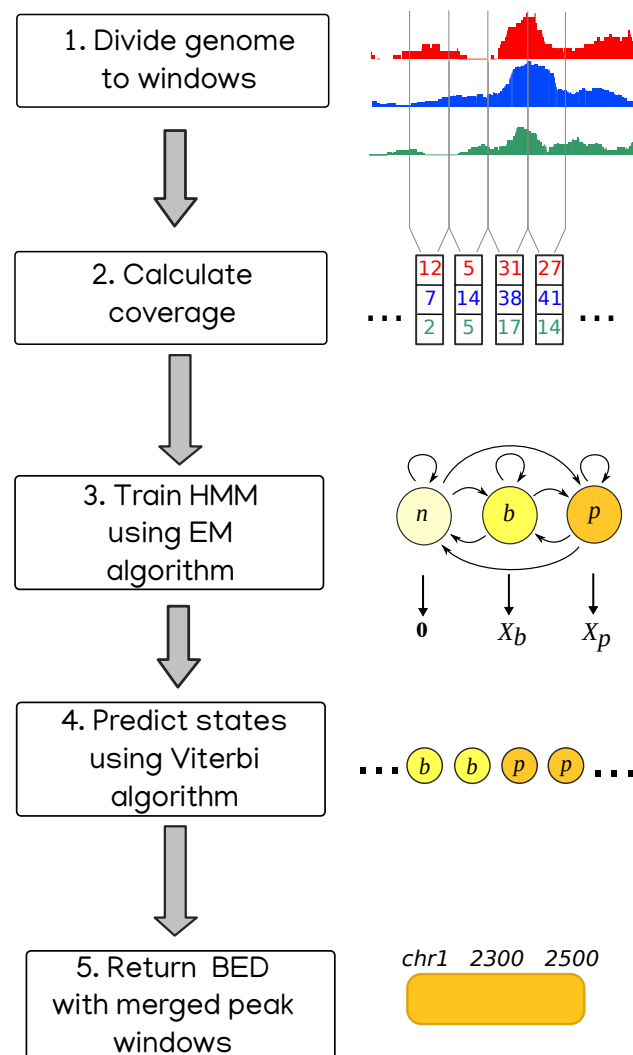 1. Divide genome
to windows
2. Calculate
coverage
12 5 31 27
7 14 38 41
... ...
2 5 17 14
3. Train HMM
using EM
algorithm
n b p
0 Xb Xp
4. Predict states
using Viterbi
algorithm
... b b p p ...
5. Return BED
with merged peak
windows
chr1 2300 2500